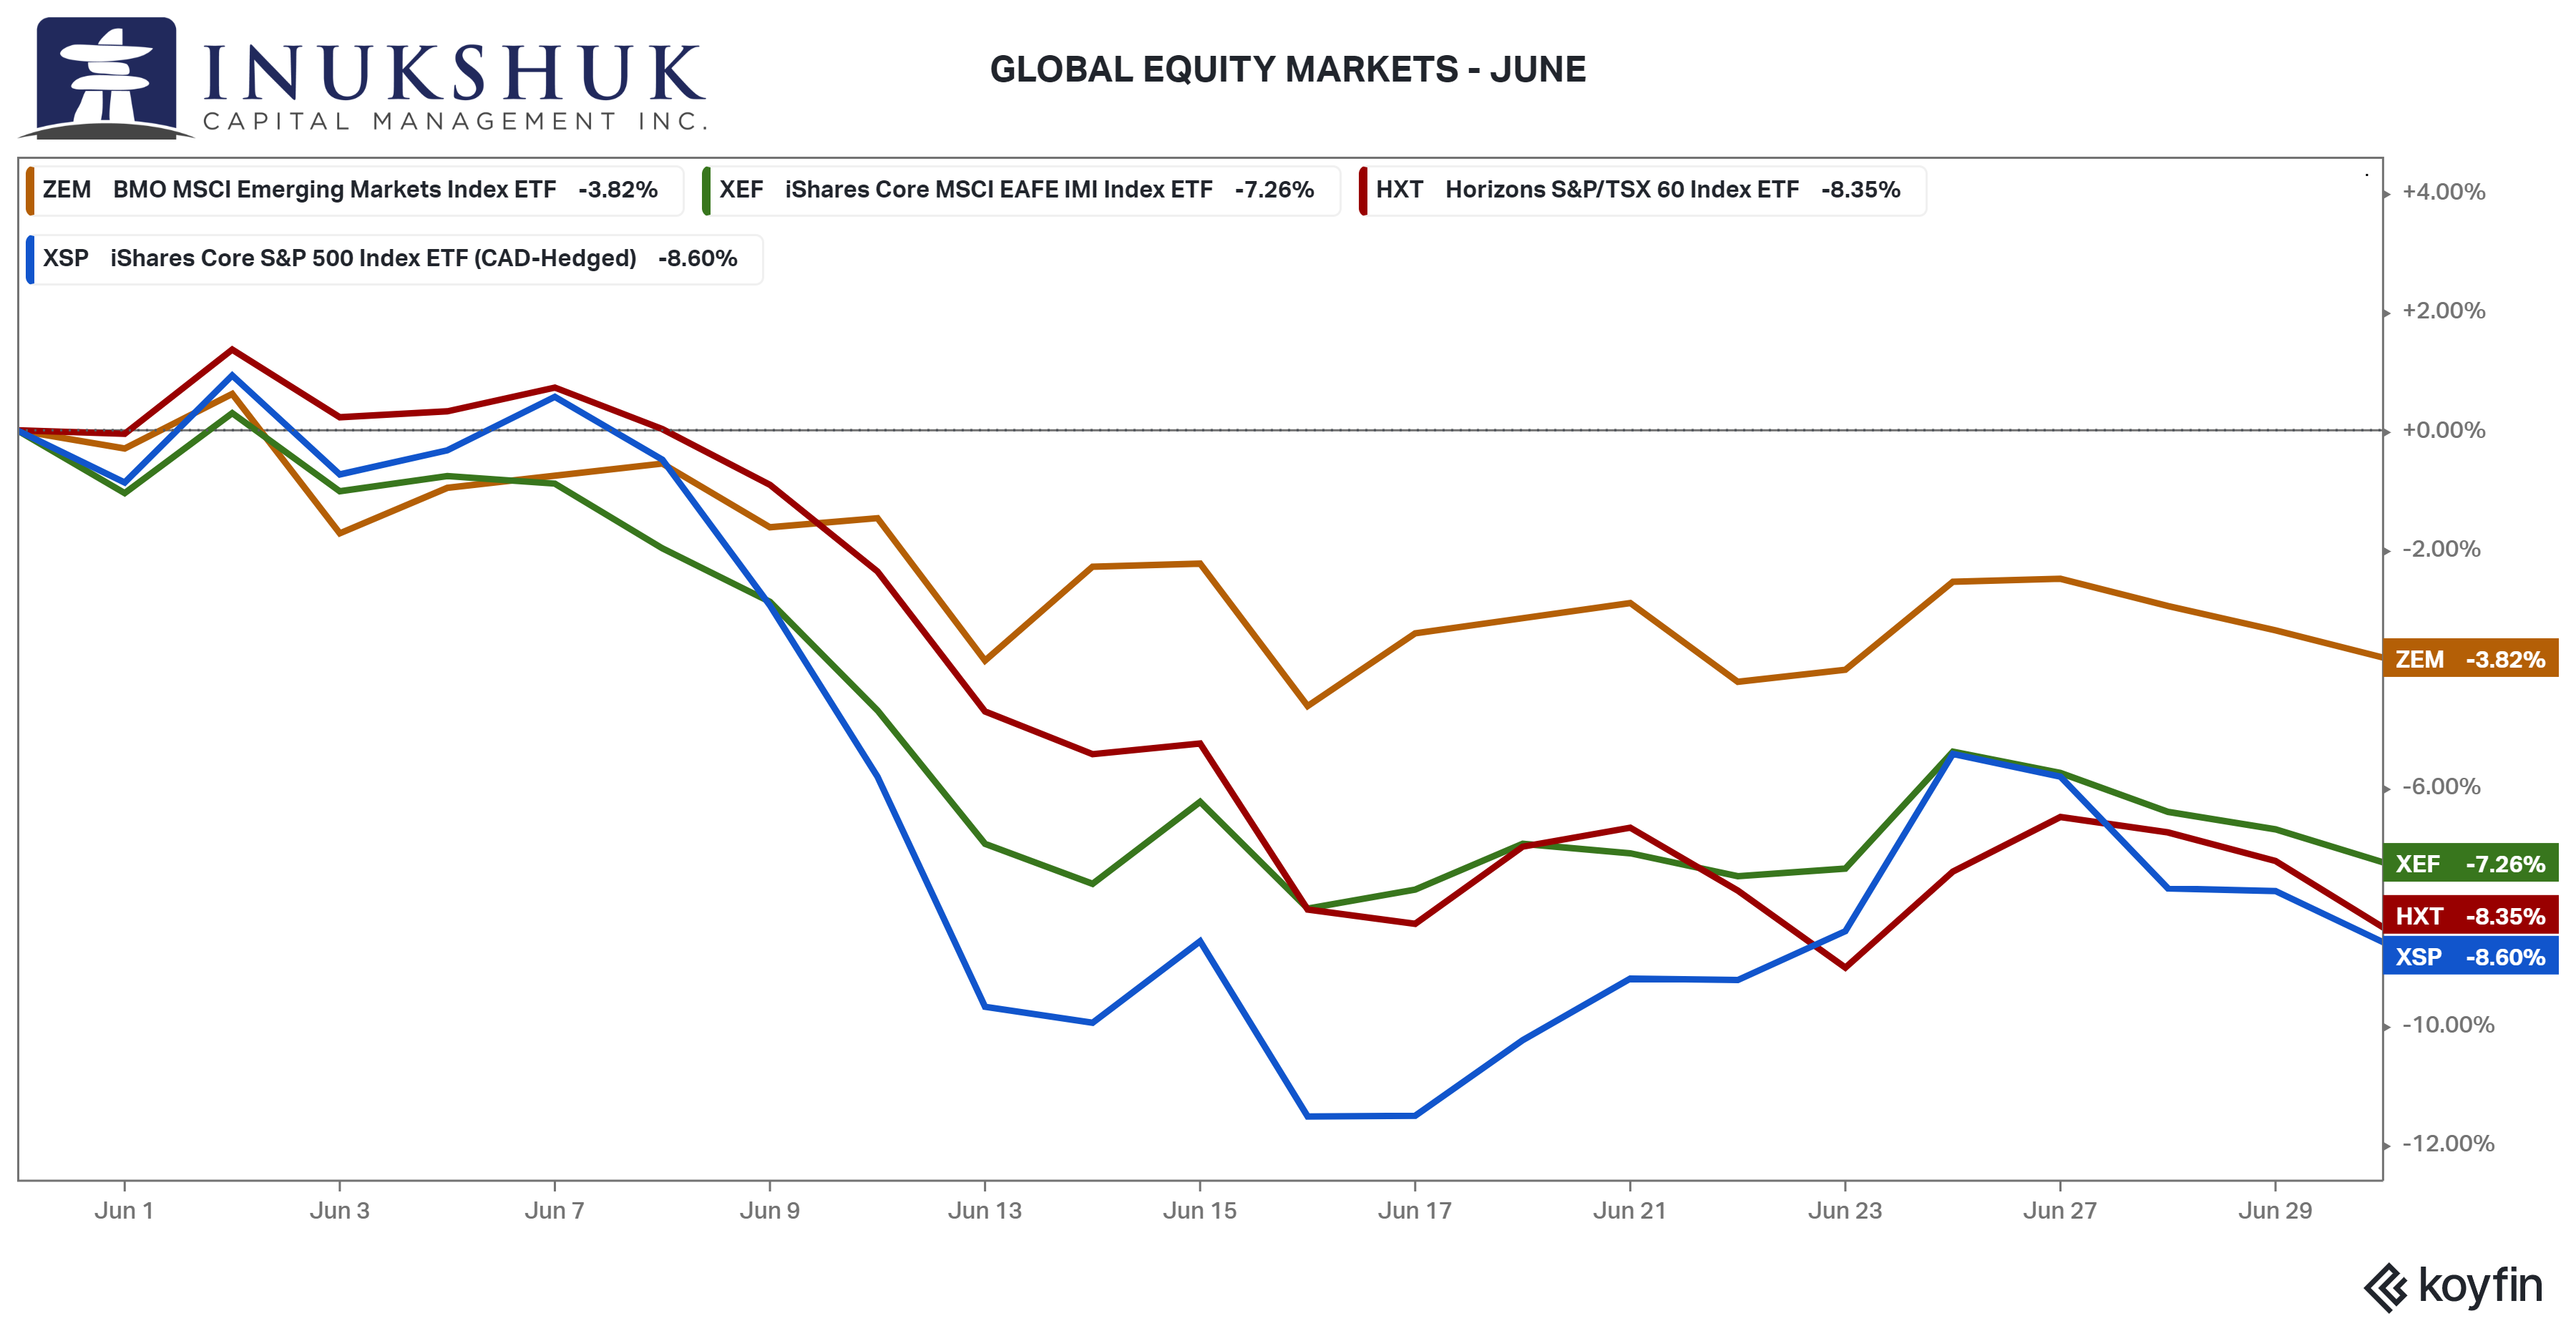 INUKSHUK
CAPITAL MANAGEMENT INC.
GLOBAL EQUITY MARKETS - JUNE
ZEM BMO MSCI Emerging Markets Index ETF -3.82%
XEF iShares Core MSCI EAFE IMI Index ETF -7.26%
HXT Horizons S&P/TSX 60 Index ETF -8.35%
XSP iShares Core S&P 500 Index ETF (CAD-Hedged) -8.60%
+4.00%
+2.00%
+0.00%
-2.00%
ZEM -3.82%
-6.00%
XEF -7.26%
HXT -8.35%
XSP -8.60%
-10.00%
-12.00%
Jun 1 Jun 3 Jun 7 Jun 9 Jun 13 Jun 15 Jun 17 Jun 21 Jun 23 Jun 27 Jun 29
koyfin